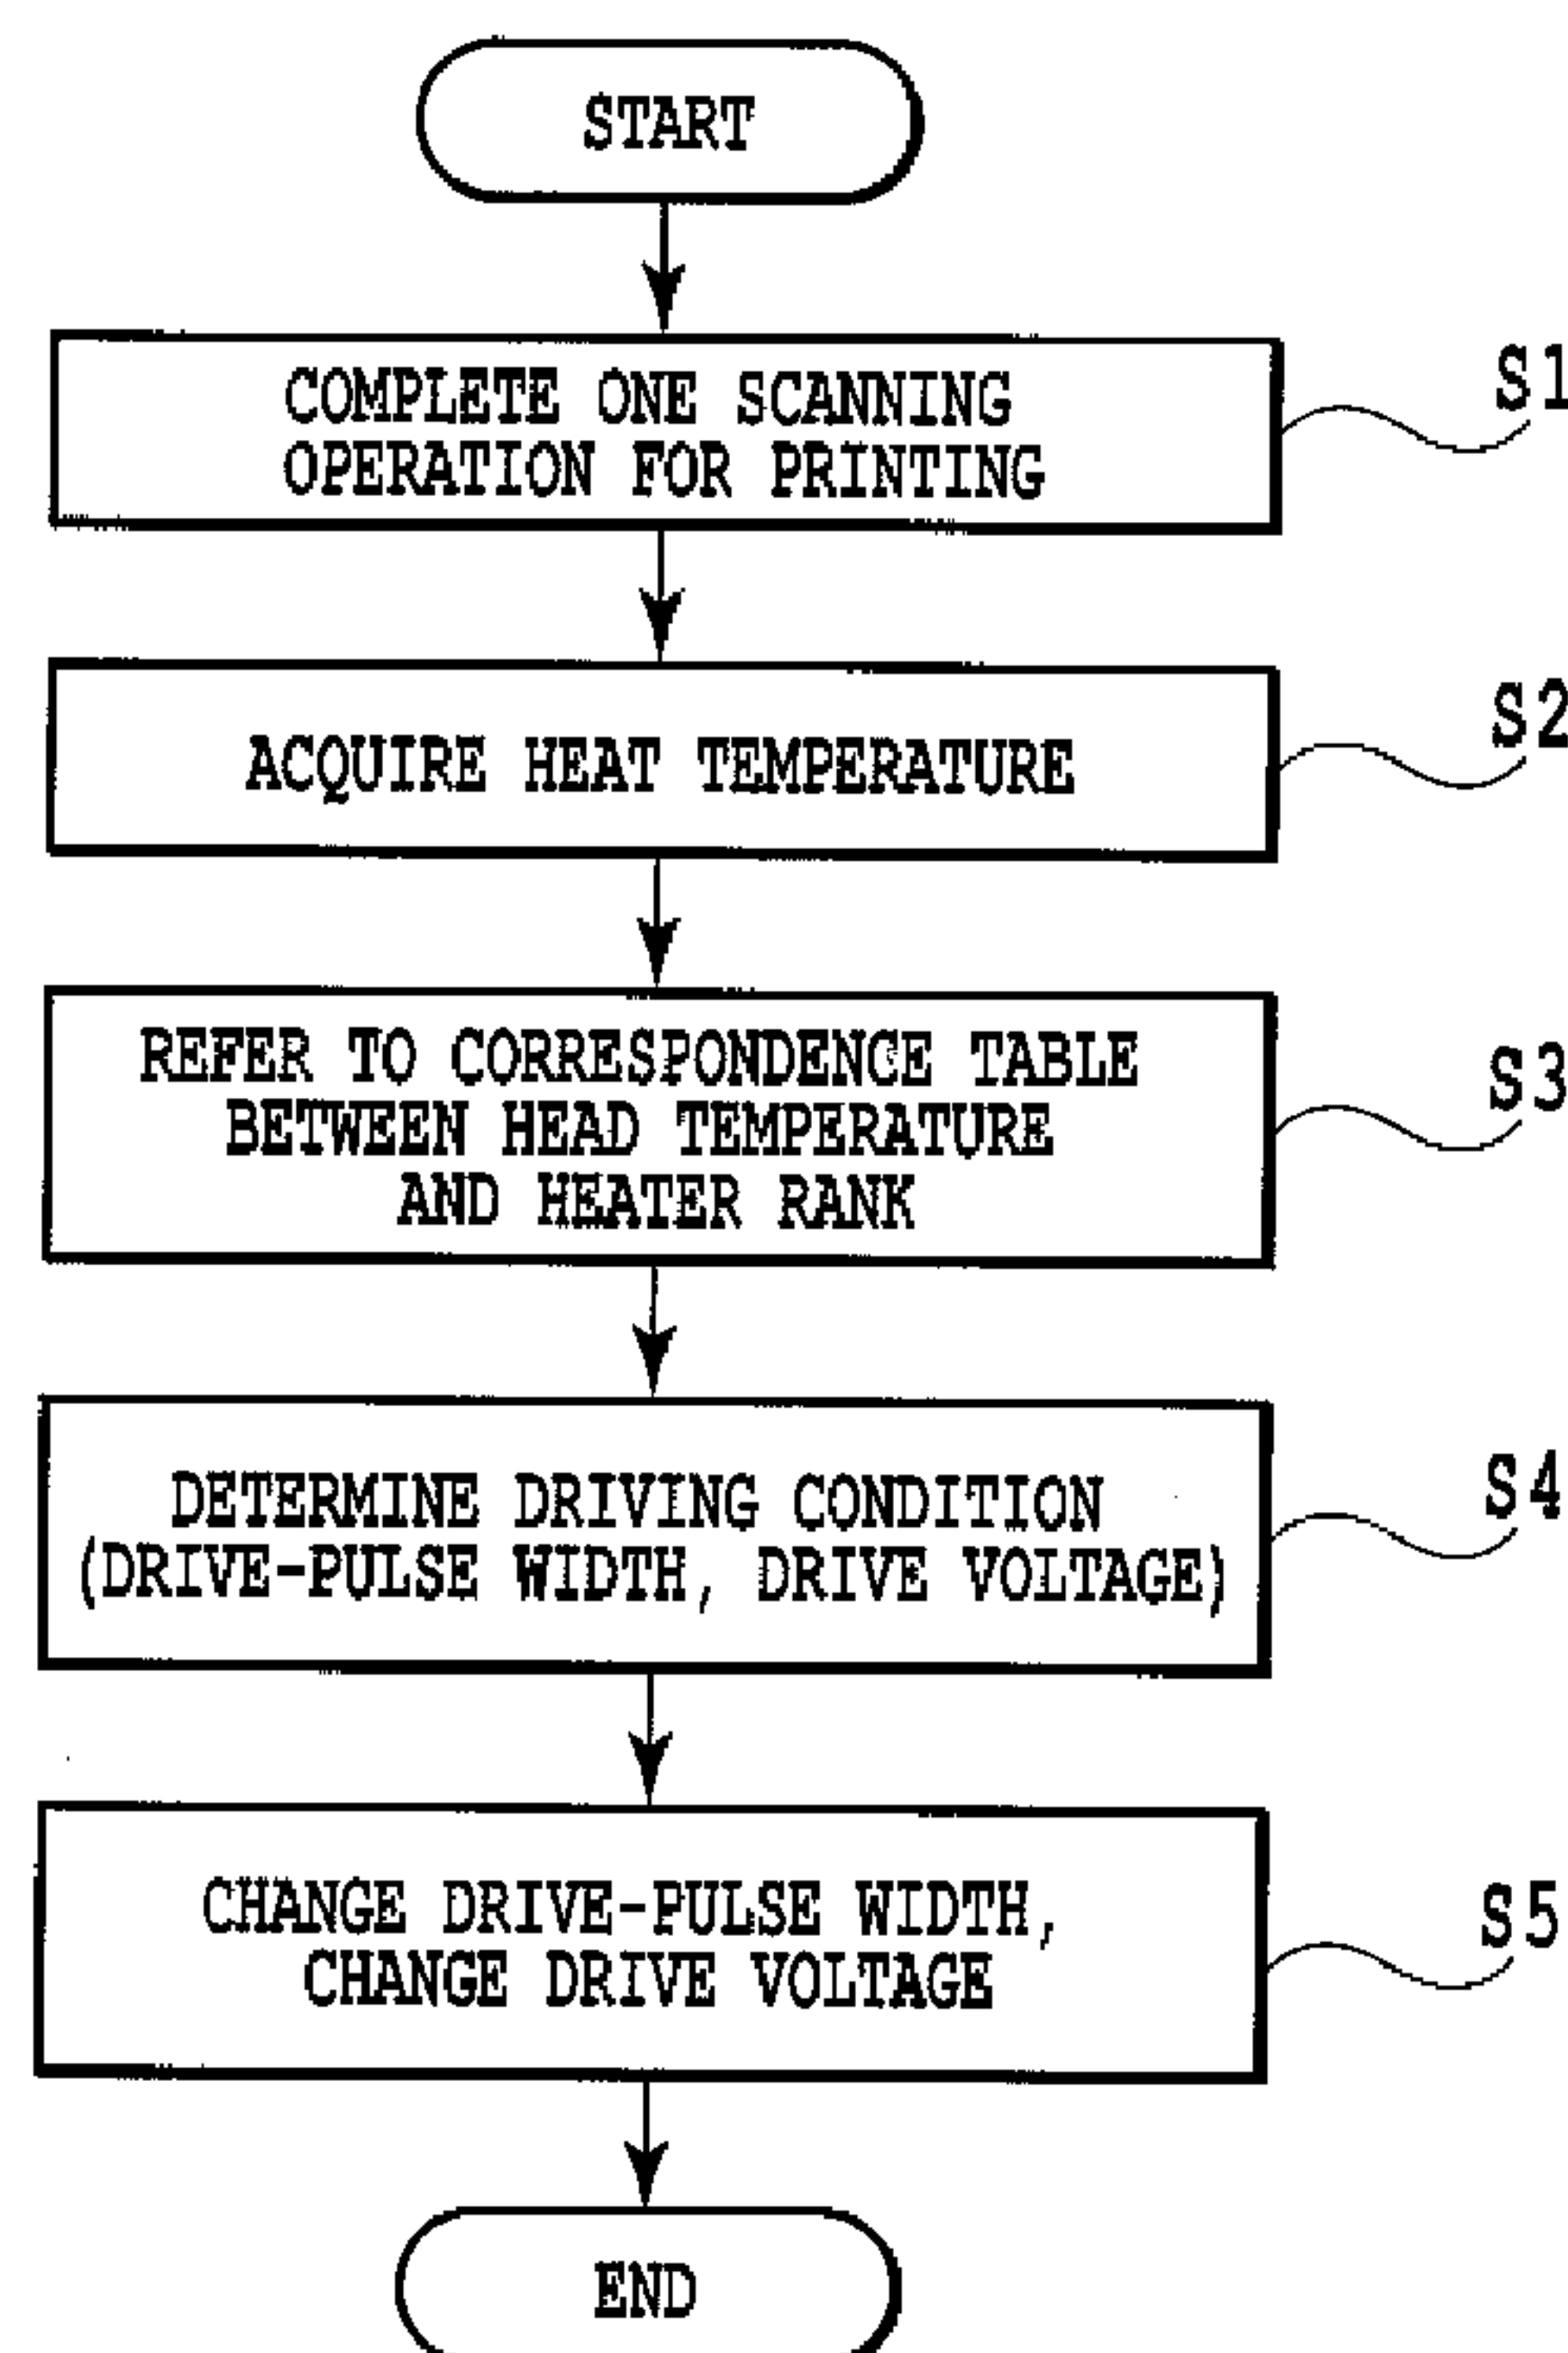 START
COMPLETE ONE SCANNING
OPERATION FOR PRINTING
S1
ACQUIRE HEAT TEMPERATURE
S2
REFER TO CORRESPONDENCE TABLE
BETWEEN HEAD TEMPERATURE
AND HEATER RANK
S3
DETERMINE DRIVING CONDITION
(DRIVE-PULSE WIDTH, DRIVE VOLTAGE)
S4
CHANGE DRIVE-PULSE WIDTH,
CHANGE DRIVE VOLTAGE
S5
END